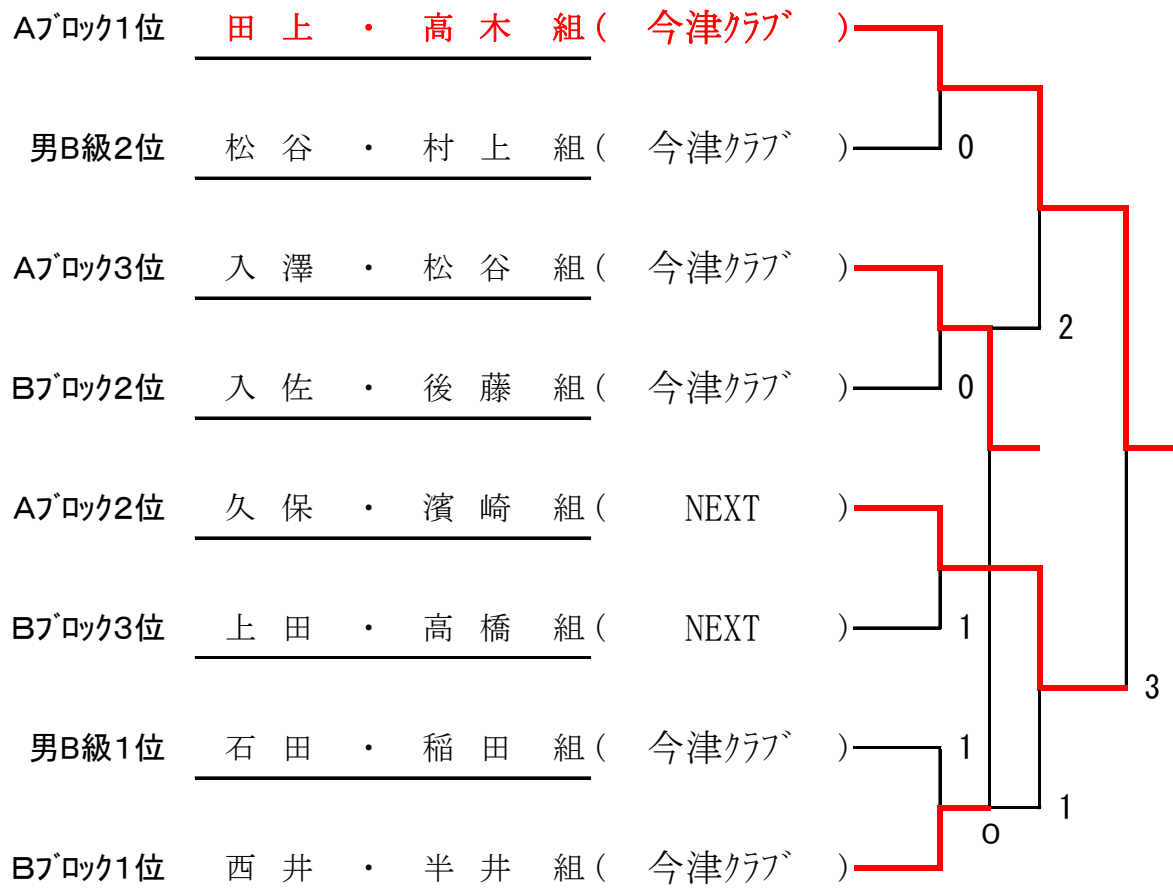 Aﾌﾞﾛｯｸ1位 田上 ・ 高木 組( 今津ｸﾗﾌﾞ )
男B級2位 松谷 ・ 村上 組( 今津ｸﾗﾌﾞ ) 0
Aﾌﾞﾛｯｸ3位 入澤 ・ 松谷 組( 今津ｸﾗﾌﾞ )
2
Bﾌﾞﾛｯｸ2位 入佐 ・ 後藤 組( 今津ｸﾗﾌﾞ ) 0
Aﾌﾞﾛｯｸ2位 久保 ・ 濱崎 組( NEXT )
Bﾌﾞﾛｯｸ3位 上田 ・ 高橋 組( NEXT ) 1
3
男B級1位 石田 ・ 稲田 組( 今津ｸﾗﾌﾞ ) 1
1
0
Bﾌﾞﾛｯｸ1位 西井 ・ 半井 組( 今津ｸﾗﾌﾞ )